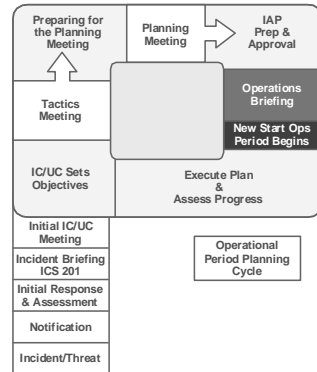 Preparing for
the Planning
Meeting
Planning
Meeting
IAP
Prep &
Approval
Tactics
Meeting
Operations
Briefing
New Start Ops
Period Begins
IC/UC Sets
Objectives
Execute Plan
&
Assess Progress
Initial IC/UC
Meeting
Incident Briefing
ICS 201
Initial Response
& Assessment
Notification
Incident/Threat
Operational
Period Planning
Cycle